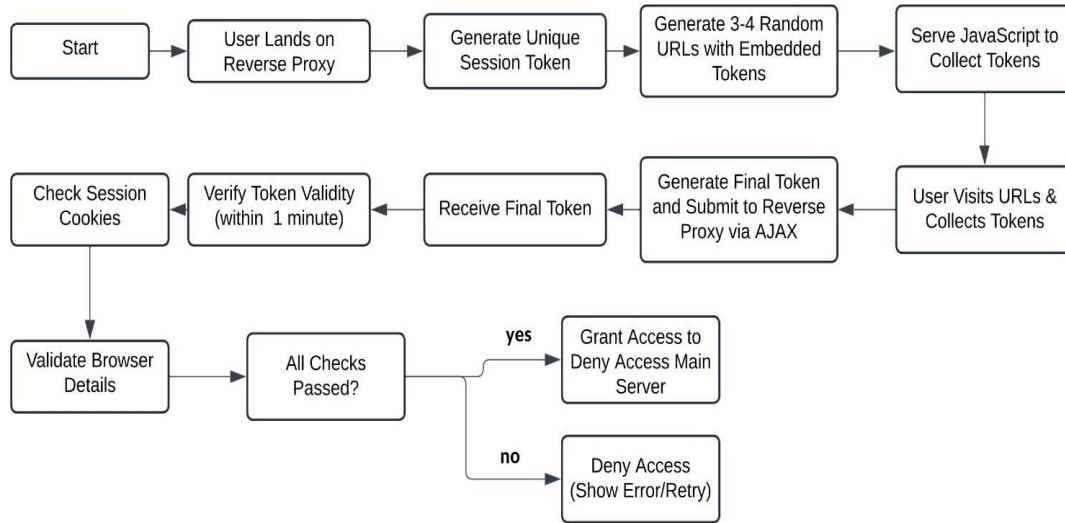 Start
User Lands on
Reverse Proxy
Generate Unique
Session Token
Generate 3-4 Random
URLs with Embedded
Tokens
Serve JavaScript to
Collect Tokens
User Visits URLs &
Collects Tokens
Generate Final Token
and Submit to Reverse
Proxy via AJAX
Receive Final Token
Verify Token Validity
(within 1 minute)
Check Session
Cookies
Validate Browser
Details
All Checks
Passed?
yes
Grant Access to
Deny Access Main
Server
no
Deny Access
(Show Error/Retry)